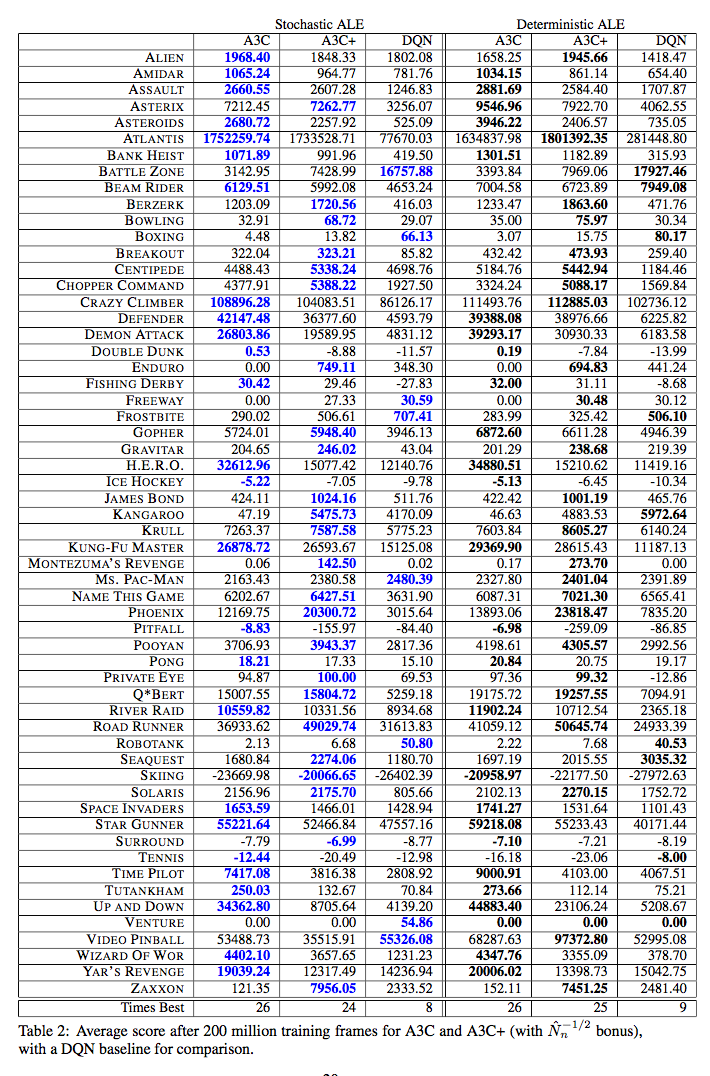 Stochastic ALE Deterministic ALE
A3C A3C+ DQN A3C A3C+ DQN
ALIEN 1968.40 1848.33 1802.08 1658.25 1945.66 1418.47
AMIDAR 1065.24 964.77 781.76 1034.15 861.14 654.40
ASSAULT 2660.55 2607.28 1246.83 2881.69 2584.40 1707.87
ASTERIX 7212.45 7262.77 3256.07 9546.96 7922.70 4062.55
ASTEROIDS 2680.72 2257.92 525.09 3946.22 2406.57 735.05
ATLANTIS 1752259.74 1733528.71 77670.03 1634837.98 1801392.35 281448.80
BANK HEIST 1071.89 991.96 419.50 1301.51 1182.89 315.93
BATTLE ZONE 3142.95 7428.99 16757.88 3393.84 7969.06 17927.46
BEAM RIDER 6129.51 5992.08 4653.24 7004.58 6723.89 7949.08
BERZERK 1203.09 1720.56 416.03 1233.47 1863.60 471.76
BOWLING 32.91 68.72 29.07 35.00 75.97 30.34
BOXING 4.48 13.82 66.13 3.07 15.75 80.17
BREAKOUT 322.04 323.21 85.82 432.42 473.93 259.40
CENTIPEDE 4488.43 5338.24 4698.76 5184.76 5442.94 1184.46
CHOPPER COMMAND 4377.91 5388.22 1927.50 3324.24 5088.17 1569.84
CRAZY CLIMBER 108896.28 104083.51 86126.17 111493.76 112885.03 102736.12
DEFENDER 42147.48 36377.60 4593.79 39388.08 38976.66 6225.82
DEMON ATTACK 26803.86 19589.95 4831.12 39293.17 30930.33 6183.58
DOUBLE DUNK 0.53 -8.88 -11.57 0.19 -7.84 -13.99
ENDURO 0.00 749.11 348.30 0.00 694.83 441.24
FISHING DERBY 30.42 29.46 -27.83 32.00 31.11 -8.68
FREEWAY 0.00 27.33 30.59 0.00 30.48 30.12
FROSTBITE 290.02 506.61 707.41 283.99 325.42 506.10
GOPHER 5724.01 5948.40 3946.13 6872.60 6611.28 4946.39
GRAVITAR 204.65 246.02 43.04 201.29 238.68 219.39
H.E.R.O. 32612.96 15077.42 12140.76 34880.51 15210.62 11419.16
ICE HOCKEY -5.22 -7.05 -9.78 -5.13 -6.45 -10.34
JAMES BOND 424.11 1024.16 511.76 422.42 1001.19 465.76
KANGAROO 47.19 5475.73 4170.09 46.63 4883.53 5972.64
KRULL 7263.37 7587.58 5775.23 7603.84 8605.27 6140.24
KUNG-FU MASTER 26878.72 26593.67 15125.08 29369.90 28615.43 11187.13
MONTEZUMA'S REVENGE 0.06 142.50 0.02 0.17 273.70 0.00
MS. PAC-MAN 2163.43 2380.58 2480.39 2327.80 2401.04 2391.89
NAME THIS GAME 6202.67 6427.51 3631.90 6087.31 7021.30 6565.41
PHOENIX 12169.75 20300.72 3015.64 13893.06 23818.47 7835.20
PITFALL -8.83 -155.97 -84.40 -6.98 -259.09 -86.85
POOYAN 3706.93 3943.37 2817.36 4198.61 4305.57 2992.56
PONG 18.21 17.33 15.10 20.84 20.75 19.17
PRIVATE EYE 94.87 100.00 69.53 97.36 99.32 -12.86
Q*BERT 15007.55 15804.72 5259.18 19175.72 19257.55 7094.91
RIVER RAID 10559.82 10331.56 8934.68 11902.24 10712.54 2365.18
ROAD RUNNER 36933.62 49029.74 31613.83 41059.12 50645.74 24933.39
ROBOTANK 2.13 6.68 50.80 2.22 7.68 40.53
SEAQUEST 1680.84 2274.06 1180.70 1697.19 2015.55 3035.32
SKIING -23669.98 -20066.65 -26402.39 -20958.97 -22177.50 -27972.63
SOLARIS 2156.96 2175.70 805.66 2102.13 2270.15 1752.72
SPACE INVADERS 1653.59 1466.01 1428.94 1741.27 1531.64 1101.43
STAR GUNNER 55221.64 52466.84 47557.16 59218.08 55233.43 40171.44
SURROUND -7.79 -6.99 -8.77 -7.10 -7.21 -8.19
TENNIS -12.44 -20.49 -12.98 -16.18 -23.06 -8.00
TIME PILOT 7417.08 3816.38 2808.92 9000.91 4103.00 4067.51
TUTANKHAM 250.03 132.67 70.84 273.66 112.14 75.21
UP AND DOWN 34362.80 8705.64 4139.20 44883.40 23106.24 5208.67
VENTURE 0.00 0.00 54.86 0.00 0.00 0.00
VIDEO PINBALL 53488.73 35515.91 55326.08 68287.63 97372.80 52995.08
WIZARD OF WOR 4402.10 3657.65 1231.23 4347.76 3355.09 378.70
YAR'S REVENGE 19039.24 12317.49 14236.94 20006.02 13398.73 15042.75
ZAXXON 121.35 7956.05 2333.52 152.11 7451.25 2481.40
Times Best 26 24 8 26 25 9
Table 2: Average score after 200 million training frames for A3C and A3C+ (with N̂ₙ^−1/2 bonus),
with a DQN baseline for comparison.